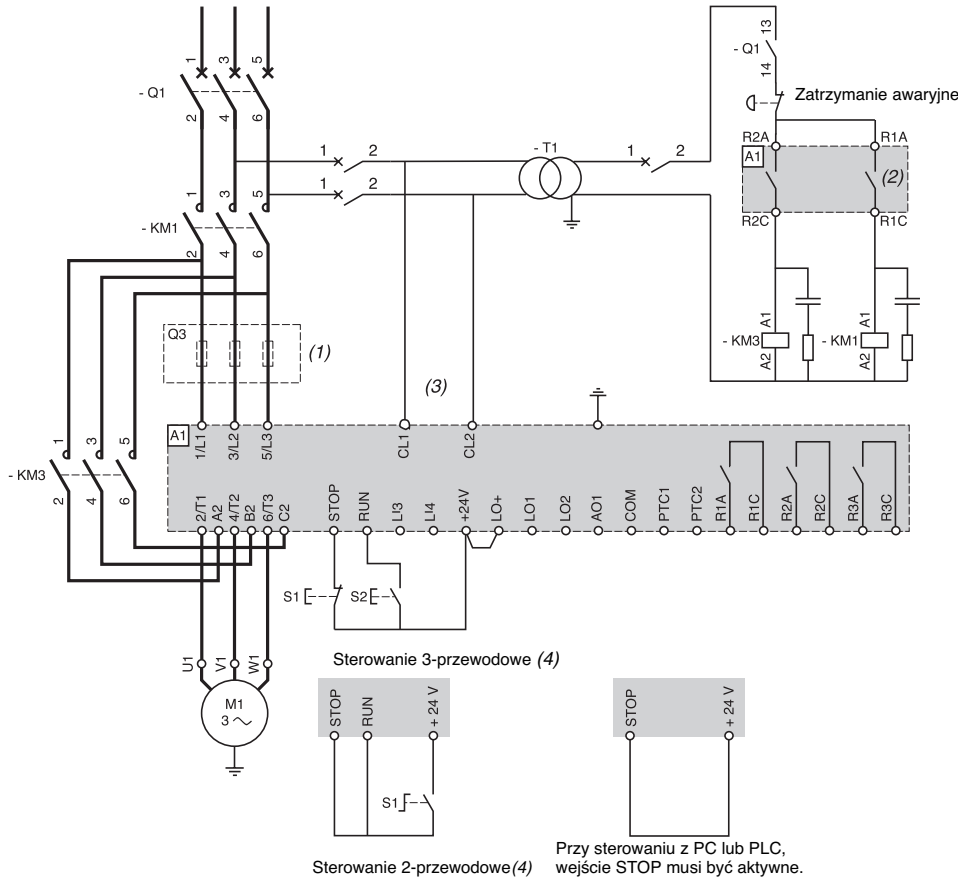 1 3 5
- Q1
2 4 6
1 2
1 2
- T1
1 2
13
- Q1
14
Zatrzymanie awaryjne
R2A R1A
A1
(2)
R2C R1C
1 3 5
- KM1
2 4 6
A1 A1
- KM3 - KM1
A2 A2
Q3
(1)
(3)
A1
1/L1 3/L2 5/L3 CL1 CL2
1 3 5
- KM3
2 4 6
2/T1 A2 4/T2 B2 6/T3 C2 STOP RUN LI3 LI4 +24V LO+ LO1 LO2 AO1 COM PTC1 PTC2 R1A R1C R2A R2C R3A R3C
S1 S2
Sterowanie 3-przewodowe (4)
U1 V1 W1
M1
3
STOP RUN + 24 V
S1
Sterowanie 2-przewodowe(4)
STOP + 24 V
Przy sterowaniu z PC lub PLC,
wejście STOP musi być aktywne.